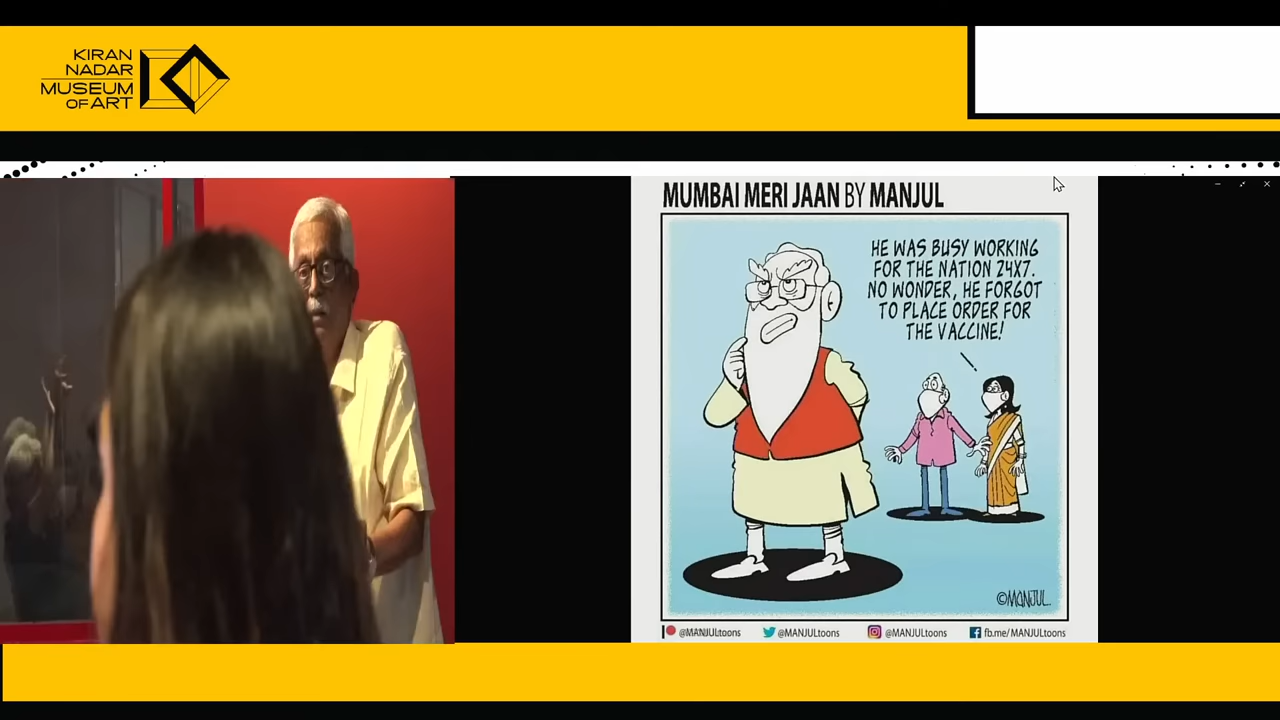 KIRAN
NADAR
MUSEUM
OF ART
MUMBAI MERI JAAN BY MANJUL
HE WAS BUSY WORKING
FOR THE NATION 24X7.
NO WONDER, HE FORGOT
TO PLACE ORDER FOR
THE VACCINE!
©MANJUL.
@MANJULtoons @MANJULtoons @MANJULtoons fb.me/MANJULtoons